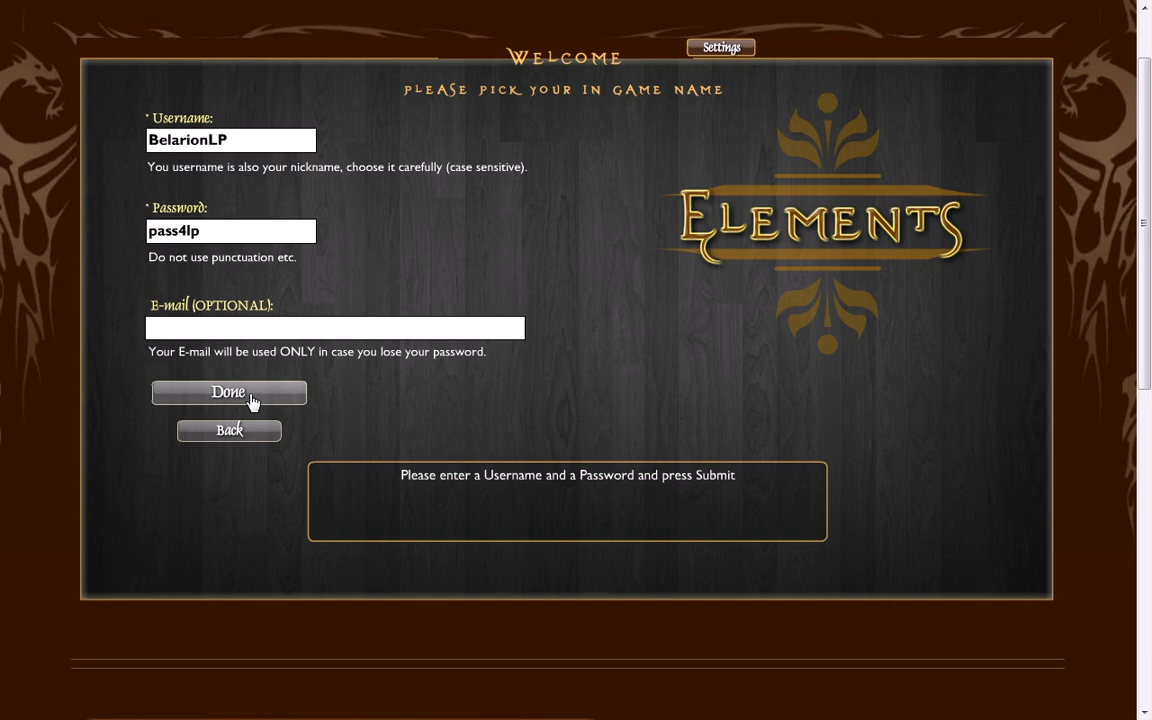 Settings
WELCOME
PLEASE PICK YOUR IN GAME NAME
* Username:
BelarionLP
You username is also your nickname, choose it carefully (case sensitive).
ELEMENTS
* Password:
pass4lp
Do not use punctuation etc.
E-mail (OPTIONAL):
Your E-mail will be used ONLY in case you lose your password.
Done
Back
Please enter a Username and a Password and press Submit